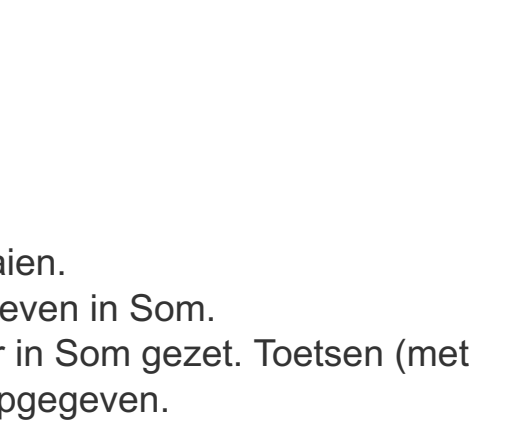 aien.
even in Som.
r in Som gezet. Toetsen (met
pgegeven.